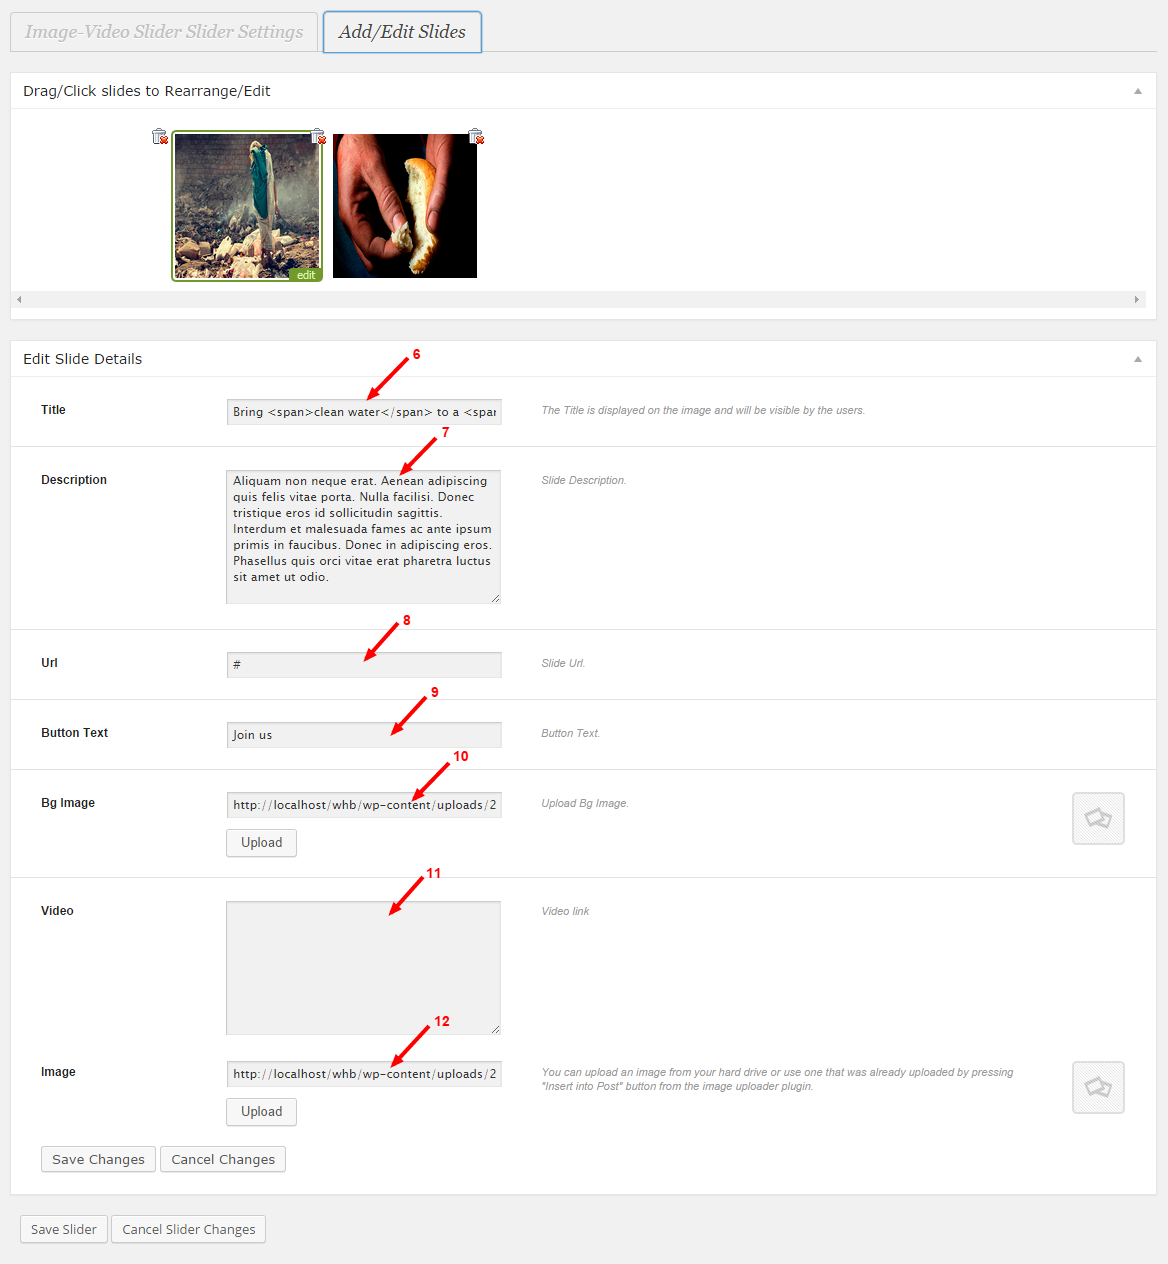 Image-Video Slider Slider Settings
Add/Edit Slides
Drag/Click slides to Rearrange/Edit
edit
Edit Slide Details
6
Title
Bring <span>clean water</span> to a <spar
The Title is displayed on the image and will be visible by the users.
7
Description
Aliquam non neque erat. Aenean adipiscing
quis felis vitae porta. Nulla facilisi. Donec
tristique eros id sollicitudin sagittis.
Interdum et malesuada fames ac ante ipsum
primis in faucibus. Donec in adipiscing eros.
Phasellus quis orci vitae erat pharetra luctus
sit amet ut odio.
Slide Description.
8
Url
#
Slide Url.
9
Button Text
Join us
Button Text.
10
Bg Image
http://localhost/whb/wp-content/uploads/2
Upload Bg Image.
Upload
11
Video
Video link
12
Image
http://localhost/whb/wp-content/uploads/2
You can upload an image from your hard drive or use one that was already uploaded by pressing
"Insert into Post" button from the image uploader plugin.
Upload
Save Changes
Cancel Changes
Save Slider
Cancel Slider Changes